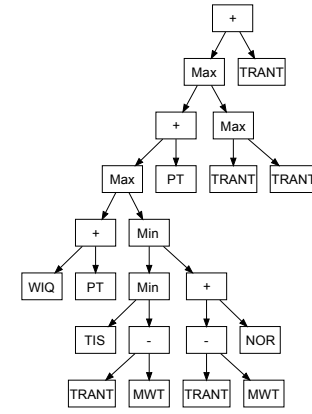 +
Max TRANT
+ Max
Max PT TRANT TRANT
+ Min
WIQ PT Min +
TIS - - NOR
TRANT MWT TRANT MWT